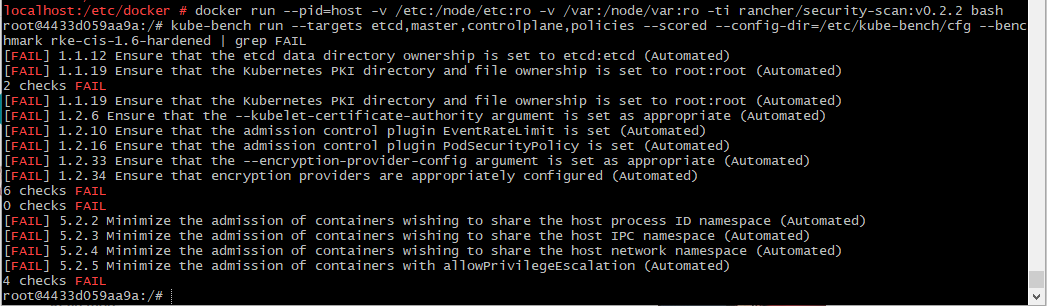 localhost:/etc/docker # docker run --pid=host -v /etc:/node/etc:ro -v /var:/node/var:ro -ti rancher/security-scan:v0.2.2 bash
root@4433d059aa9a:/# kube-bench run --targets etcd,master,controlplane,policies --scored --config-dir=/etc/kube-bench/cfg --benc
hmark rke-cis-1.6-hardened | grep FAIL
[FAIL] 1.1.12 Ensure that the etcd data directory ownership is set to etcd:etcd (Automated)
[FAIL] 1.1.19 Ensure that the Kubernetes PKI directory and file ownership is set to root:root (Automated)
2 checks FAIL
[FAIL] 1.1.19 Ensure that the Kubernetes PKI directory and file ownership is set to root:root (Automated)
[FAIL] 1.2.6 Ensure that the --kubelet-certificate-authority argument is set as appropriate (Automated)
[FAIL] 1.2.10 Ensure that the admission control plugin EventRateLimit is set (Automated)
[FAIL] 1.2.16 Ensure that the admission control plugin PodSecurityPolicy is set (Automated)
[FAIL] 1.2.33 Ensure that the --encryption-provider-config argument is set as appropriate (Automated)
[FAIL] 1.2.34 Ensure that encryption providers are appropriately configured (Automated)
6 checks FAIL
0 checks FAIL
[FAIL] 5.2.2 Minimize the admission of containers wishing to share the host process ID namespace (Automated)
[FAIL] 5.2.3 Minimize the admission of containers wishing to share the host IPC namespace (Automated)
[FAIL] 5.2.4 Minimize the admission of containers wishing to share the host network namespace (Automated)
[FAIL] 5.2.5 Minimize the admission of containers with allowPrivilegeEscalation (Automated)
4 checks FAIL
root@4433d059aa9a:/#